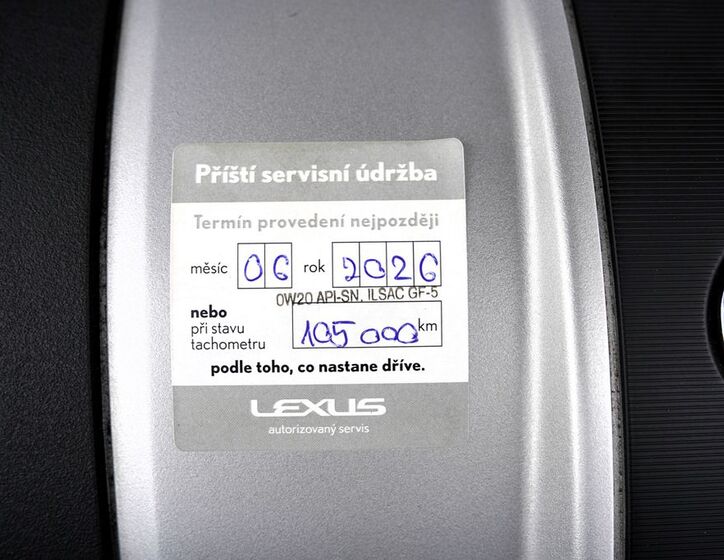 Příští servisní údržba
Termín provedení nejpozději
měsíc 06 rok 2026
0W20 API-SN, ILSAC GF-5
nebo
při stavu
tachometru 105 000 km
podle toho, co nastane dříve.
LEXUS
autorizovaný servis